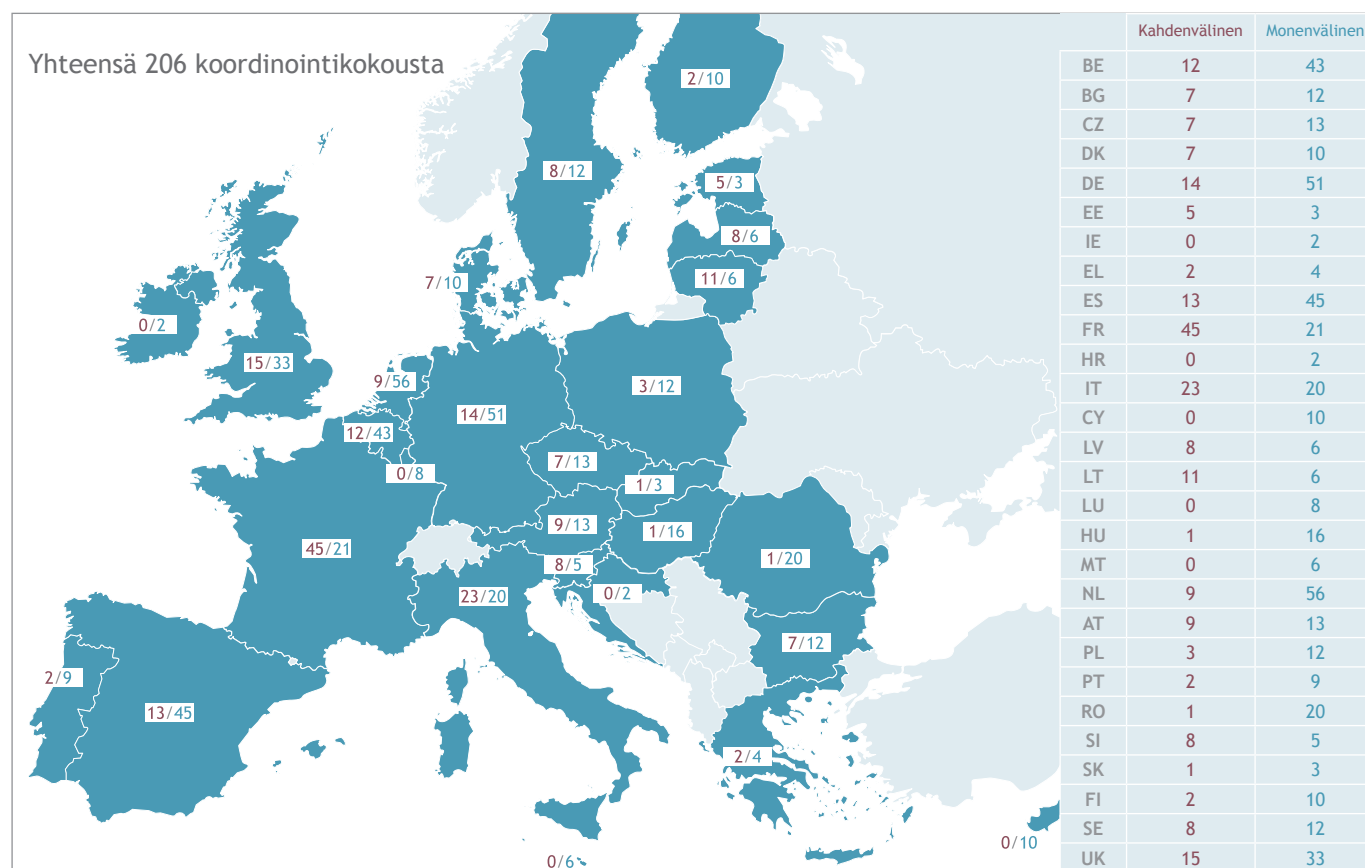 Yhteensä 206 koordinointikokousta
2/10
8/12
5/3
8/6
11/6
7/10
0/2
15/33
9/56
3/12
14/51
12/43
7/13
0/8
1/3
9/13
1/16
45/21
1/20
8/5
23/20
0/2
7/12
2/9
13/45
2/4
0/10
0/6
Kahdenvälinen Monenvälinen
BE 12 43
BG 7 12
CZ 7 13
DK 7 10
DE 14 51
EE 5 3
IE 0 2
EL 2 4
ES 13 45
FR 45 21
HR 0 2
IT 23 20
CY 0 10
LV 8 6
LT 11 6
LU 0 8
HU 1 16
MT 0 6
NL 9 56
AT 9 13
PL 3 12
PT 2 9
RO 1 20
SI 8 5
SK 1 3
FI 2 10
SE 8 12
UK 15 33